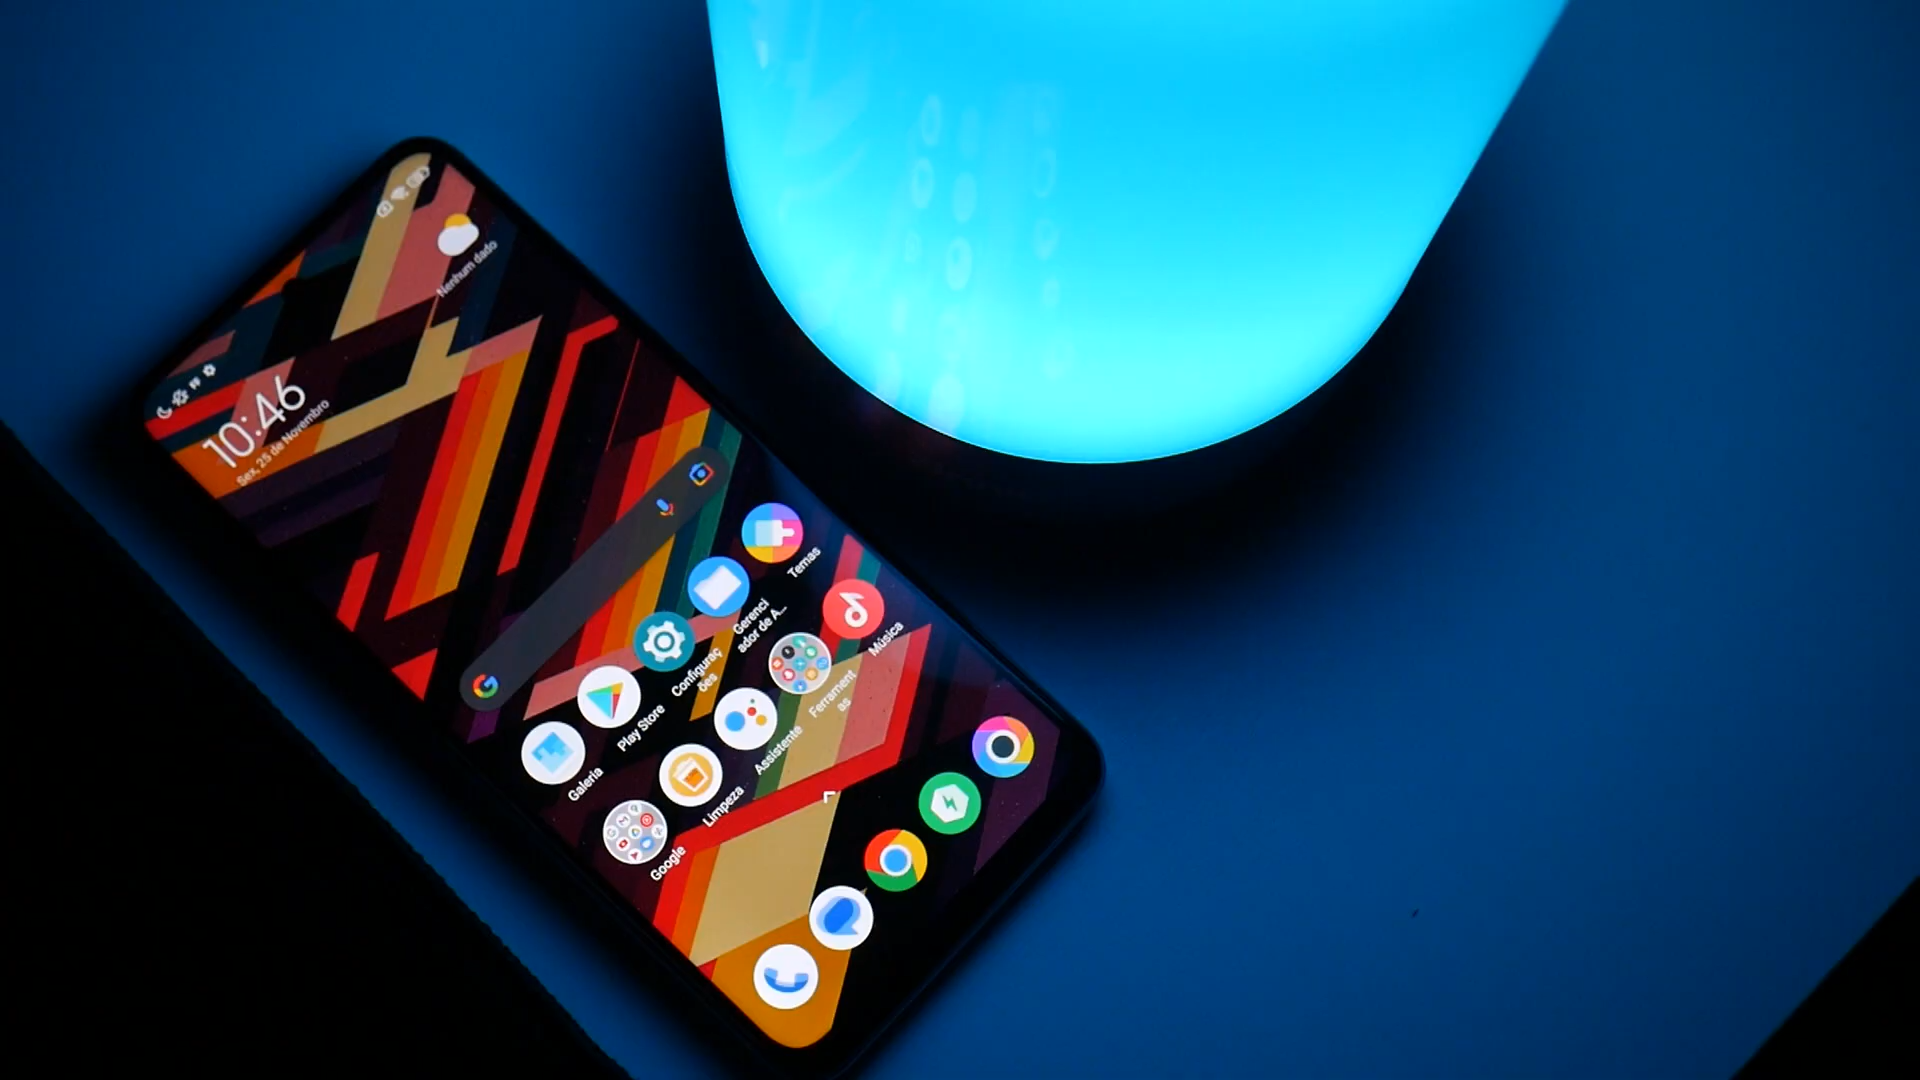 Nenhum dado
10:46
Sex, 25 de Novembro
Galeria
Play Store
Configuraç
ões
Gerenci
ador de A...
Temas
Google
Limpeza
Assistente
Ferrament
as
Música